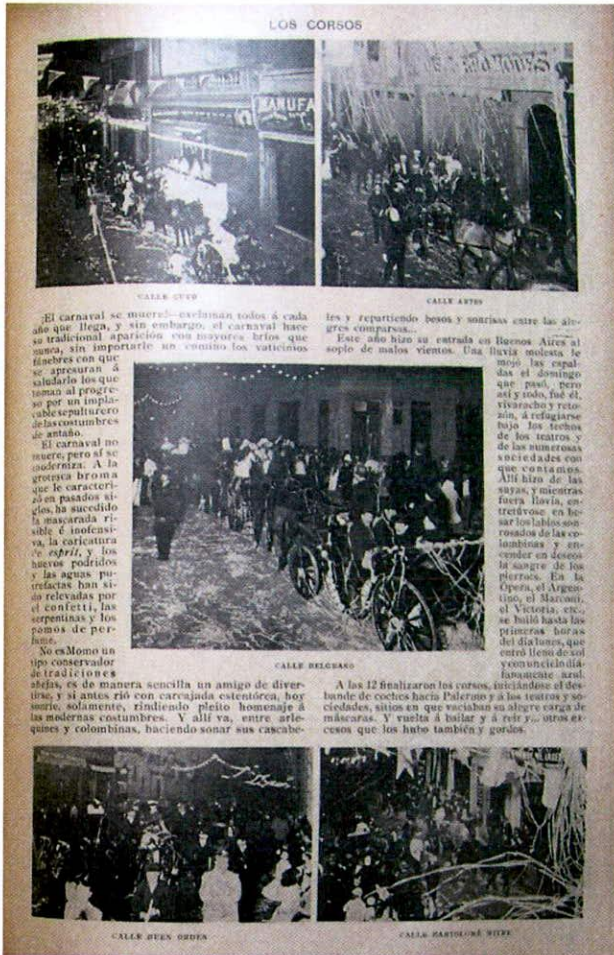 LOS CORSOS
MANUFA
CALLE CUYO
CALLE ARTES
¡El carnaval se muere!—exclaman todos á cada
año que llega, y sin embargo, el carnaval hace
su tradicional aparición con mayores bríos que
nunca, sin importarle un comino los vaticinios
fúnebres con que
se apresuran á
saludarlo los que
toman al progre-
so por un impla-
cable sepulturero
de las costumbres
de antaño.
El carnaval no
muere, pero sí se
moderniza. A la
grotesca broma
que le caracteri-
zó en pasados si-
glos, ha sucedido
la mascarada ri-
sible é inofensi-
va, la caricatura
de esprit, y los
huevos podridos
y las aguas pu-
trefactas han si-
do relevadas por
el confetti, las
serpentinas y los
pomos de per-
fume.
No es Momo un
tipo conservador
de tradiciones
añejas, es de manera sencilla un amigo de diver-
tirse, y si antes rió con carcajada estentórea, hoy
sonríe, solamente, rindiendo pleito homenaje á
las modernas costumbres. Y allí va, entre arle-
quines y colombinas, haciendo sonar sus cascabe-
les y repartiendo besos y sonrisas entre las ale-
gres comparsas...
Este año hizo su entrada en Buenos Aires al
soplo de malos vientos. Una lluvia molesta le
mojó las espal-
das el domingo
que pasó, pero
así y todo, fué él,
vivaracho y reto-
zón, á refugiarse
bajo los techos
de los teatros y
de las numerosas
sociedades con
que contamos.
Allí hizo de las
suyas, y mientras
fuera llovía, en-
tretúvose en be-
sar los labios son-
rosados de las co-
lombinas y en-
cender en deseos
la sangre de los
pierrots. En la
Opera, el Argen-
tino, el Marconi,
el Victoria, etc.,
se bailó hasta las
primeras horas
del día lunes, que
entró lleno de sol
y con un cielo diá-
fanamente azul.
A las 12 finalizaron los corsos, iniciándose el des-
bande de coches hacia Palermo y á los teatros y so-
ciedades, sitios en que vaciaban su alegre carga de
máscaras. Y vuelta á bailar y á reir y... otros ex-
cesos que los hubo también y gordos.
CALLE BELGRANO
CALLE BUEN ORDEN
CALLE BARTOLOMÉ MITRE